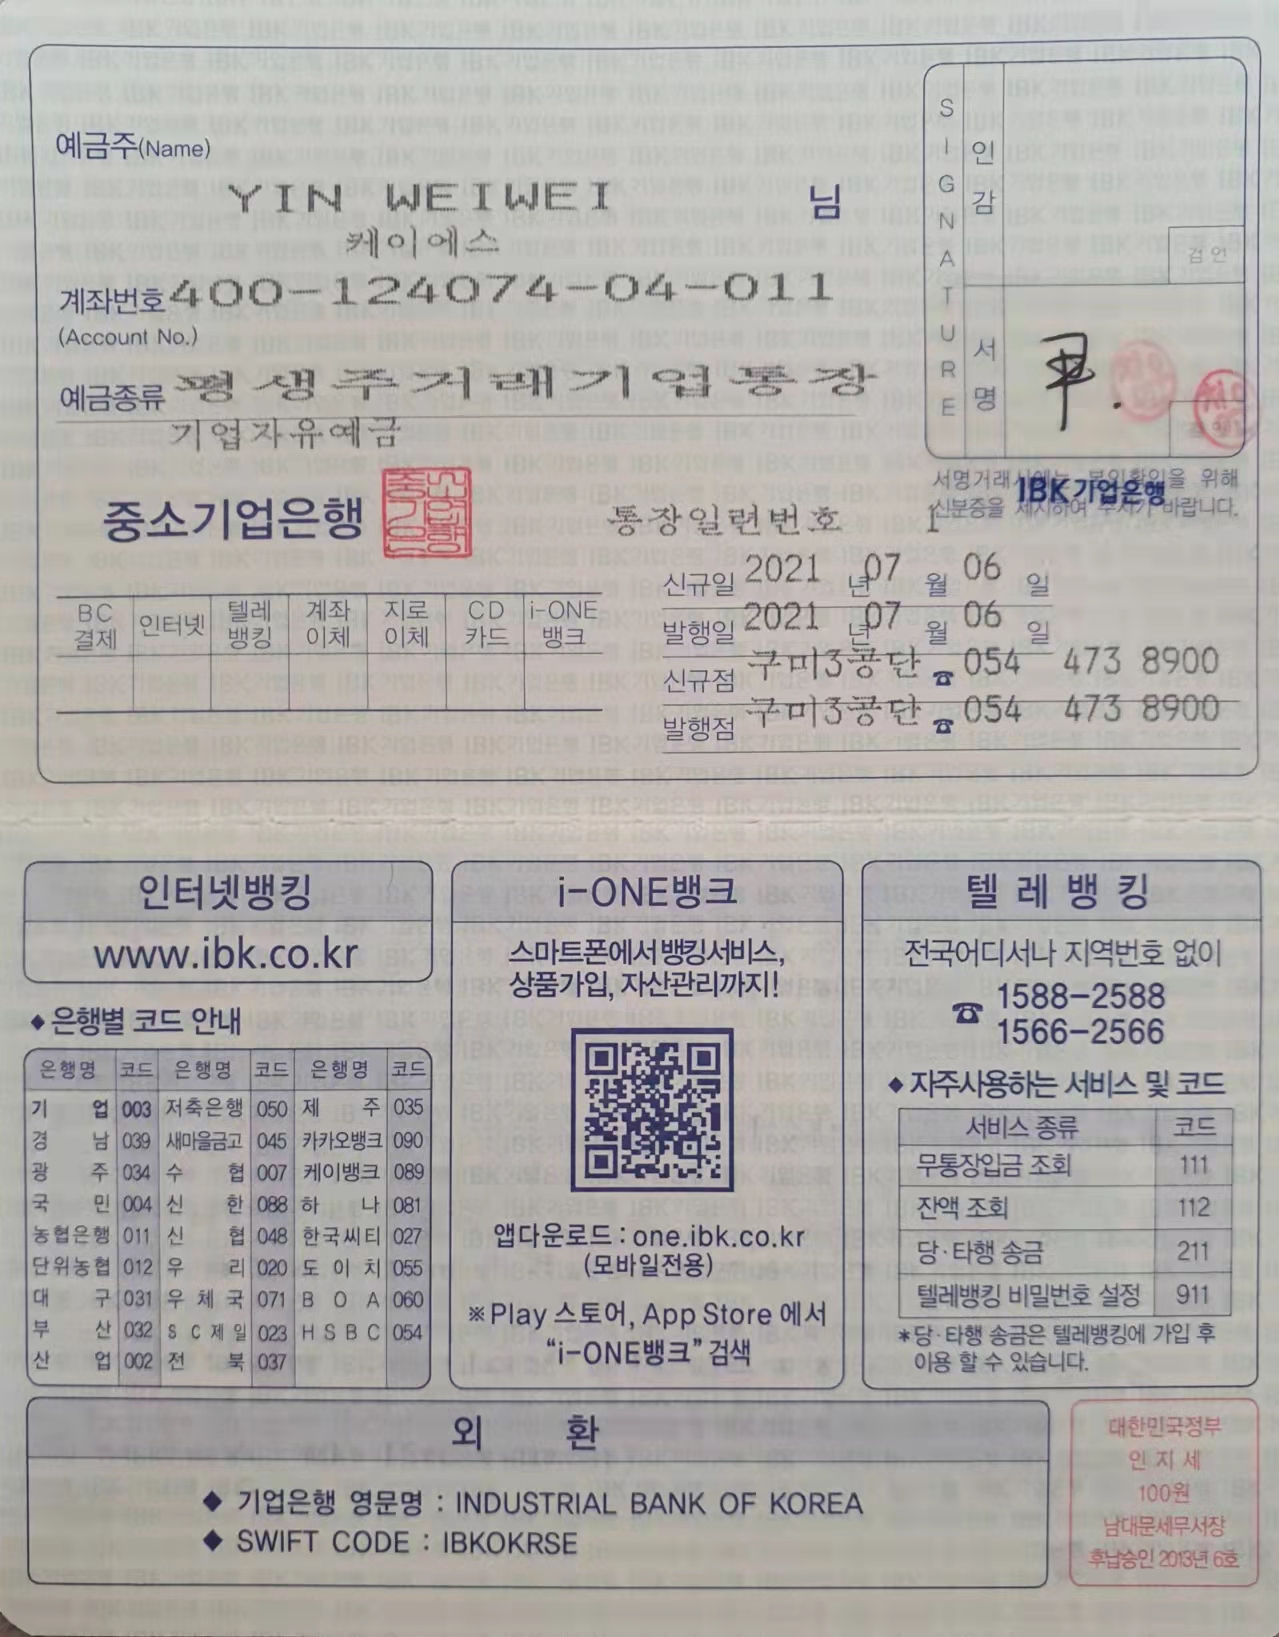 예금주(Name)
YIN WEIWEI 님
케이에스
계좌번호 400-124074-04-011
(Account No.)
예금종류 평생주거래기업통장
기업자유예금
SIGNATURE
인감
검인
서명
중소기업은행
서명거래시에는 본인확인을 위해
신분증을 제시하여 주시기 바랍니다.
IBK기업은행
통장일련번호 1
신규일 2021 년 07 월 06 일
발행일 2021 년 07 월 06 일
신규점 구미3공단 ☎ 054 473 8900
발행점 구미3공단 ☎ 054 473 8900
BC결제 인터넷 텔레뱅킹 계좌이체 지로이체 CD카드 i-ONE뱅크
인터넷뱅킹
www.ibk.co.kr
◆은행별 코드 안내
은행명 코드 은행명 코드 은행명 코드
기 업 003 저축은행 050 제 주 035
경 남 039 새마을금고 045 카카오뱅크 090
광 주 034 수 협 007 케이뱅크 089
국 민 004 신 한 088 하 나 081
농협은행 011 신 협 048 한국씨티 027
단위농협 012 우 리 020 도 이 치 055
대 구 031 우 체 국 071 B O A 060
부 산 032 S C 제 일 023 H S B C 054
산 업 002 전 북 037
i-ONE뱅크
스마트폰에서 뱅킹서비스,
상품가입, 자산관리까지!
앱다운로드 : one.ibk.co.kr
(모바일전용)
※Play 스토어, App Store 에서
“i-ONE뱅크” 검색
텔 레 뱅 킹
전국어디서나 지역번호 없이
☎ 1588-2588
1566-2566
◆자주사용하는 서비스 및 코드
서비스 종류 코드
무통장입금 조회 111
잔액 조회 112
당·타행 송금 211
텔레뱅킹 비밀번호 설정 911
*당·타행 송금은 텔레뱅킹에 가입 후
이용 할 수 있습니다.
외 환
◆ 기업은행 영문명 : INDUSTRIAL BANK OF KOREA
◆ SWIFT CODE : IBKOKRSE
대한민국정부
인 지 세
100원
남대문세무서장
후납승인 2013년 6호